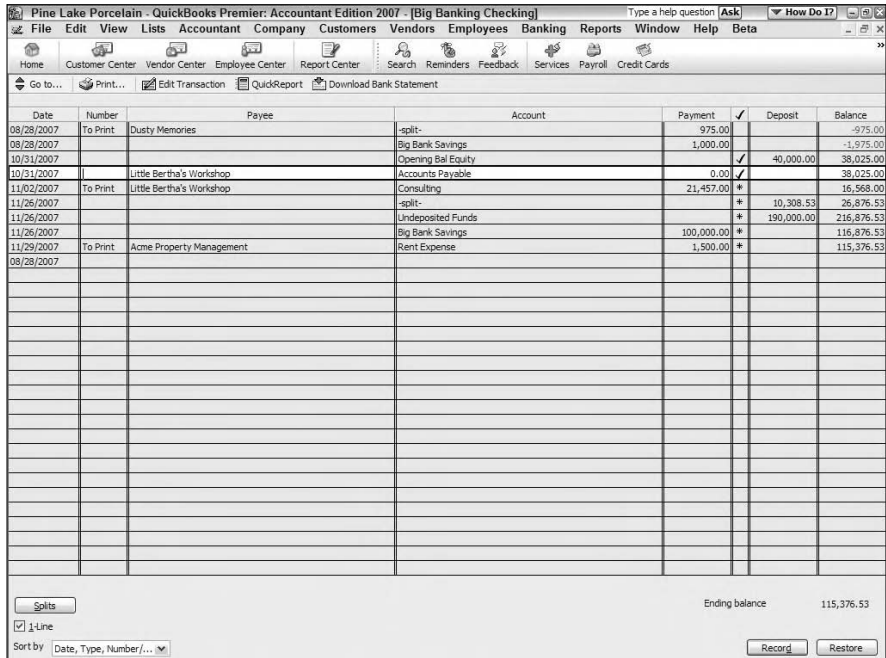 Pine Lake Porcelain - QuickBooks Premier: Accountant Edition 2007 - [Big Banking Checking] Type a help question Ask How Do I?
File Edit View Lists Accountant Company Customers Vendors Employees Banking Reports Window Help Beta
Home Customer Center Vendor Center Employee Center Report Center Search Reminders Feedback Services Payroll Credit Cards »
Go to... Print... Edit Transaction QuickReport Download Bank Statement
Date Number Payee Account Payment ✓ Deposit Balance
08/28/2007 To Print Dusty Memories -split- 975.00 -975.00
08/28/2007 Big Bank Savings 1,000.00 -1,975.00
10/31/2007 Opening Bal Equity ✓ 40,000.00 38,025.00
10/31/2007 Little Bertha's Workshop Accounts Payable 0.00 ✓ 38,025.00
11/02/2007 To Print Little Bertha's Workshop Consulting 21,457.00 * 16,568.00
11/26/2007 -split- * 10,308.53 26,876.53
11/26/2007 Undeposited Funds * 190,000.00 216,876.53
11/26/2007 Big Bank Savings 100,000.00 * 116,876.53
11/29/2007 To Print Acme Property Management Rent Expense 1,500.00 * 115,376.53
08/28/2007
Splits Ending balance 115,376.53
1-Line
Sort by Date, Type, Number/... Record Restore